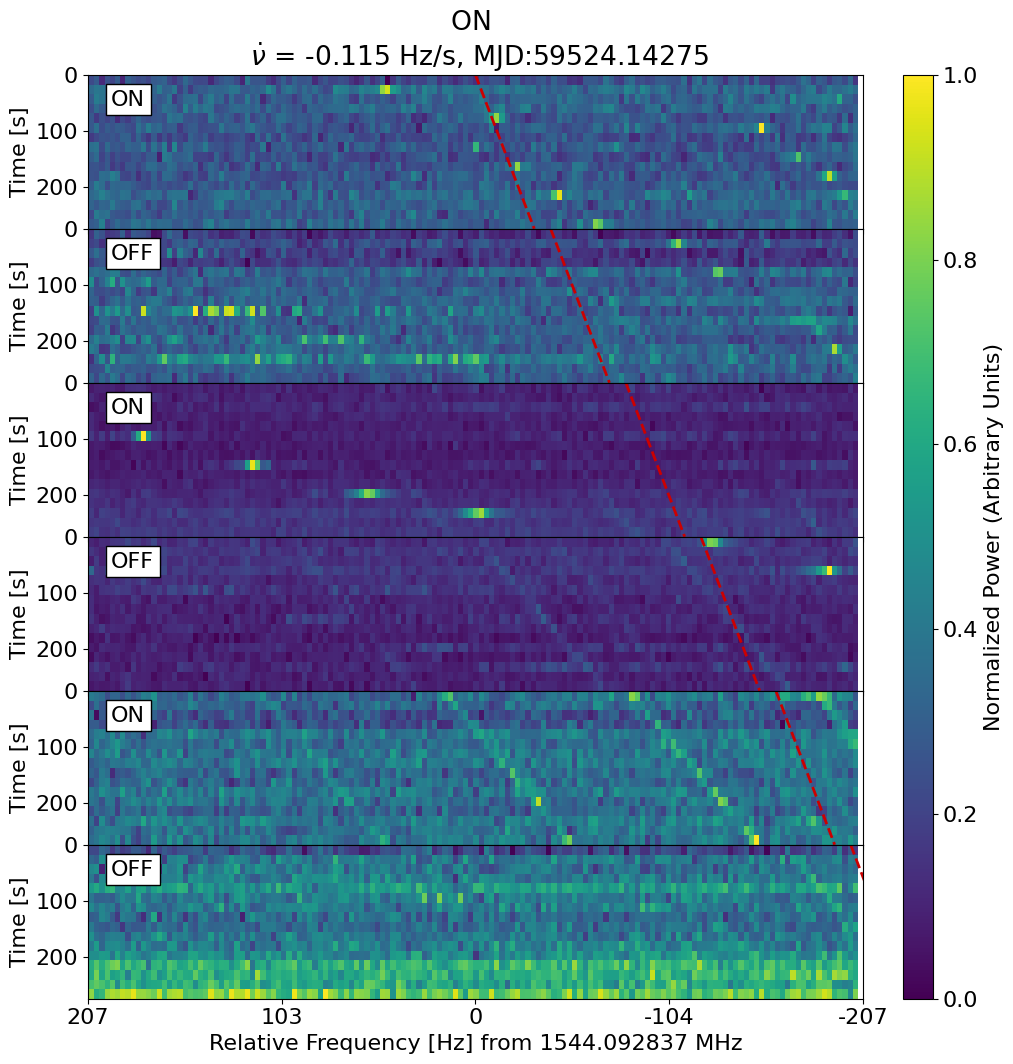 ON
ν̇ = -0.115 Hz/s, MJD:59524.14275
0
ON
100
Time [s]
200
0
OFF
100
Time [s]
200
0
ON
100
Time [s]
200
0
OFF
100
Time [s]
200
0
ON
100
Time [s]
200
0
OFF
100
Time [s]
200
207 103 0 -104 -207
Relative Frequency [Hz] from 1544.092837 MHz
1.0
0.8
0.6
0.4
0.2
0.0
Normalized Power (Arbitrary Units)